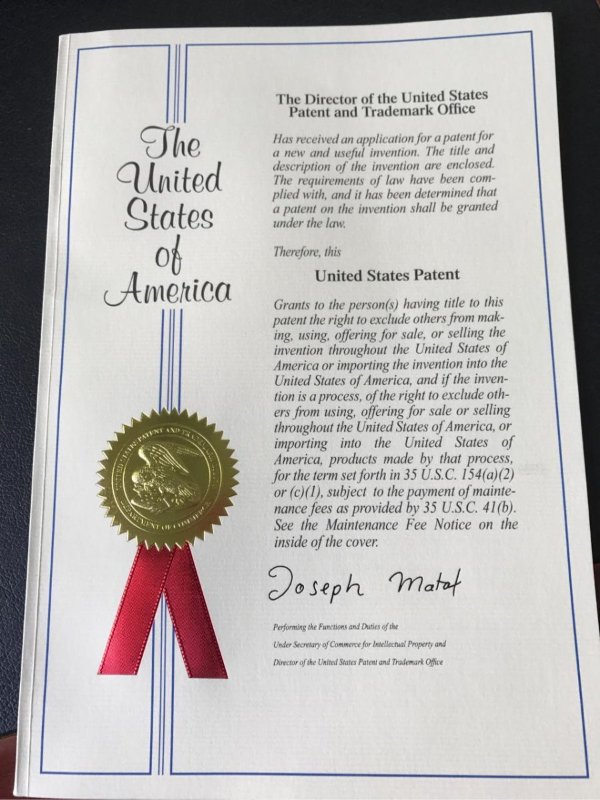 The
United
States
of
America
The Director of the United States
Patent and Trademark Office
Has received an application for a patent for
a new and useful invention. The title and
description of the invention are enclosed.
The requirements of law have been com-
plied with, and it has been determined that
a patent on the invention shall be granted
under the law.
Therefore, this
United States Patent
Grants to the person(s) having title to this
patent the right to exclude others from mak-
ing, using, offering for sale, or selling the
invention throughout the United States of
America or importing the invention into the
United States of America, and if the inven-
tion is a process, of the right to exclude oth-
ers from using, offering for sale or selling
throughout the United States of America, or
importing into the United States of
America, products made by that process,
for the term set forth in 35 U.S.C. 154(a)(2)
or (c)(1), subject to the payment of mainte-
nance fees as provided by 35 U.S.C. 41(b).
See the Maintenance Fee Notice on the
inside of the cover.
Joseph Matal
Performing the Functions and Duties of the
Under Secretary of Commerce for Intellectual Property and
Director of the United States Patent and Trademark Office
UNITED STATES PATENT AND
DEPARTMENT OF COMMERCE